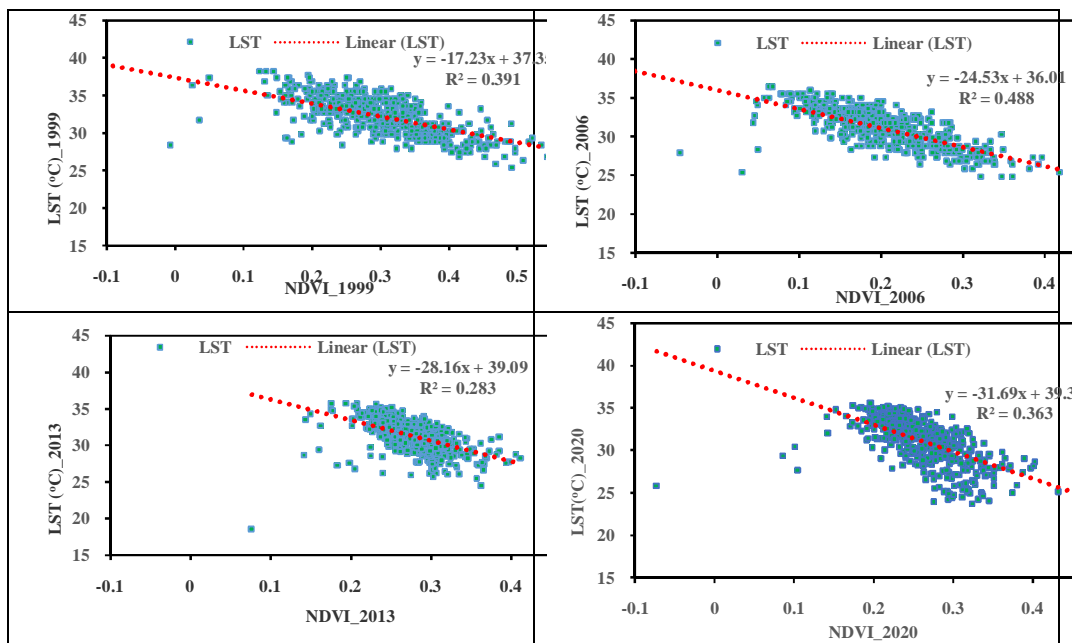 45
LST
Linear (LST)
y = -17.23x + 37.3
R² = 0.391
40
35
30
25
20
15
LST (°C)_1999
-0.1
0
0.1
0.2
0.3
0.4
0.5
NDVI_1999
45
LST
Linear (LST)
y = -24.53x + 36.01
R² = 0.488
40
35
30
25
20
15
LST (°C)_2006
-0.1
0
0.1
0.2
0.3
0.4
NDVI_2006
45
LST
Linear (LST)
y = -28.16x + 39.09
R² = 0.283
40
35
30
25
20
15
LST (°C)_2013
-0.1
0
0.1
0.2
0.3
0.4
NDVI_2013
45
LST
Linear (LST)
y = -31.69x + 39.3
R² = 0.363
40
35
30
25
20
15
LST(°C)_2020
-0.1
0
0.1
0.2
0.3
0.4
NDVI_2020